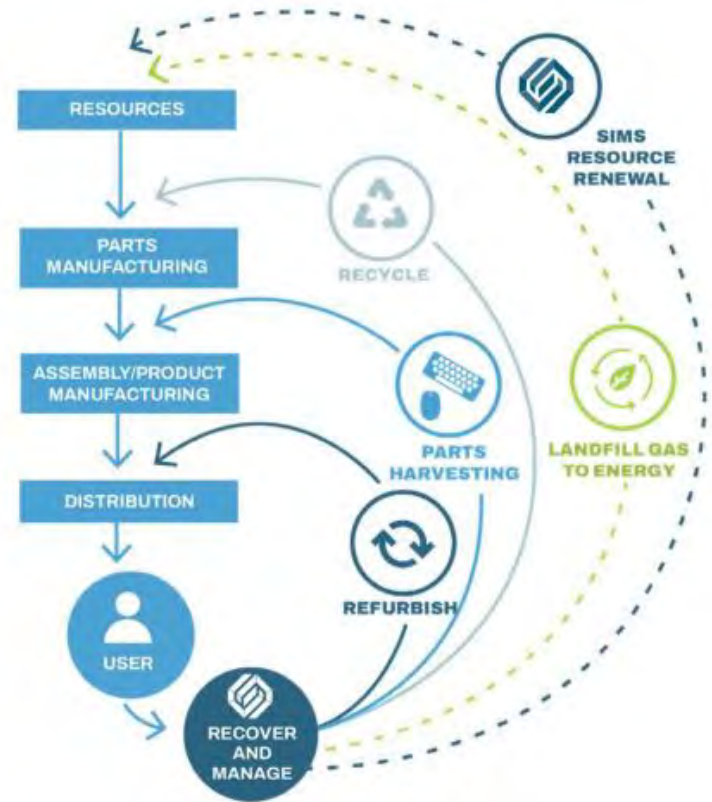 RESOURCES
SIMS
RESOURCE
RENEWAL
PARTS
MANUFACTURING
RECYCLE
ASSEMBLY/PRODUCT
MANUFACTURING
PARTS
HARVESTING
LANDFILL GAS
TO ENERGY
DISTRIBUTION
REFURBISH
USER
RECOVER
AND
MANAGE